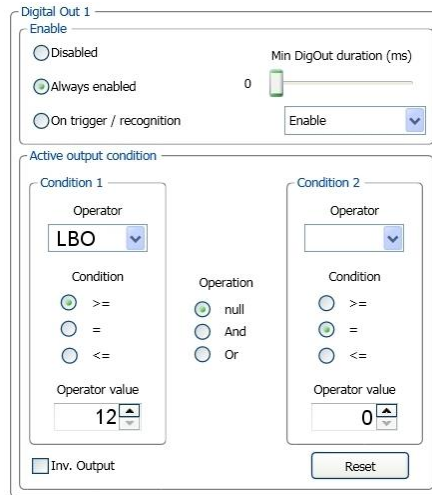 Digital Out 1
Enable
Disabled
Min DigOut duration (ms)
Always enabled
0
On trigger / recognition
Enable
Active output condition
Condition 1
Condition 2
Operator
Operator
LBO
Condition
Operation
Condition
>=
null
>=
=
And
=
<=
Or
<=
Operator value
Operator value
12
0
Inv. Output
Reset